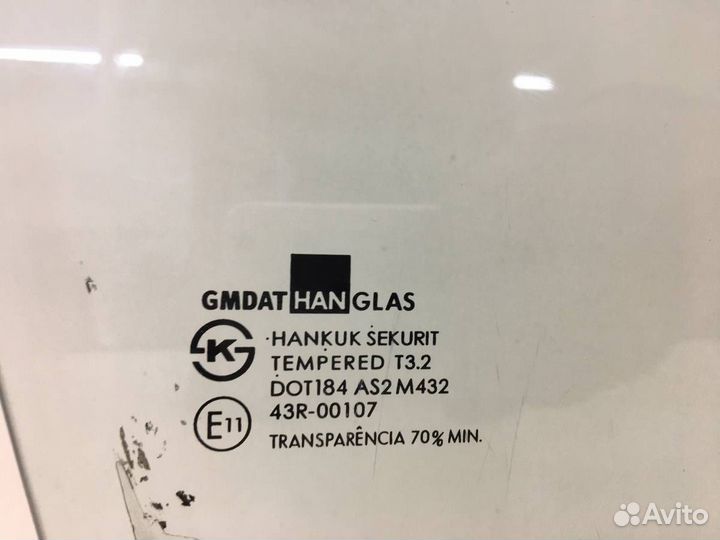 GMDAT HAN GLAS
K
HANKUK SEKURIT
TEMPERED T3.2
DOT184 AS2 M432
43R-00107
E11
TRANSPARÊNCIA 70% MIN.
Avito